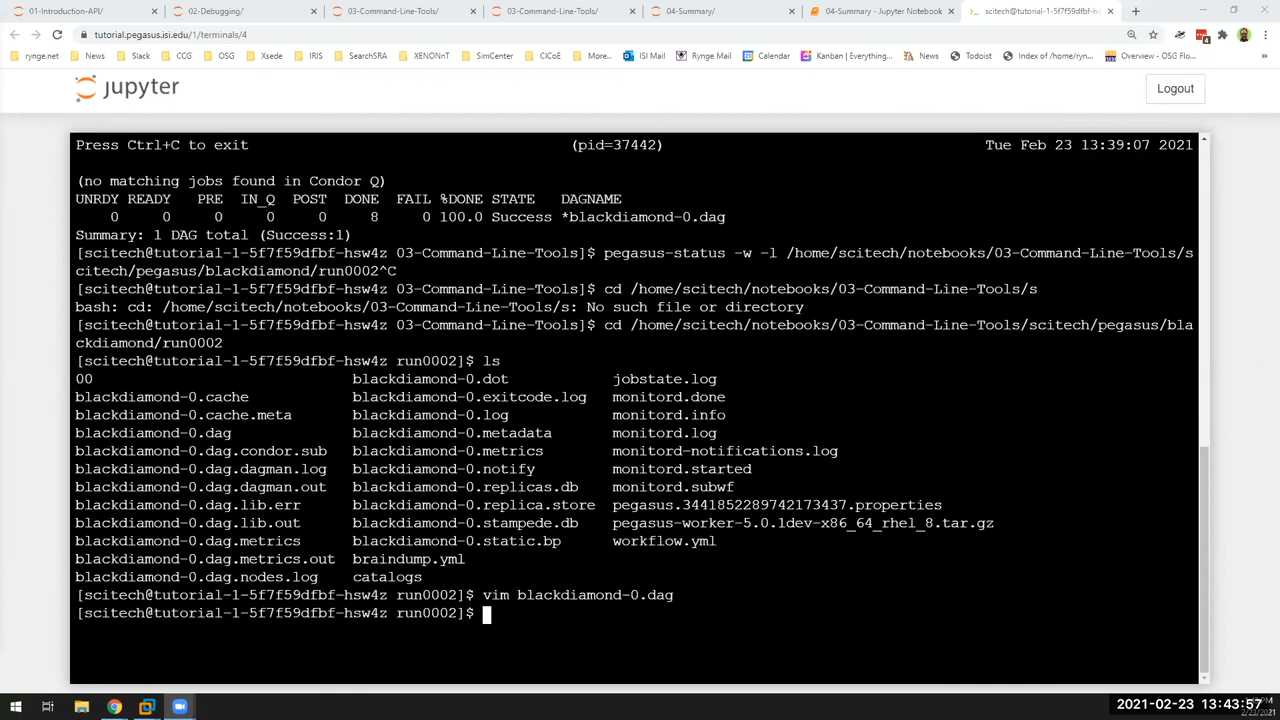 01-Introduction-API/ 02-Debugging/ 03-Command-Line-Tools/ 03-Command-Line-Tools/ 04-Summary/ 04-Summary - Jupyter Notebook scitech@tutorial-1-5f7f59dfbf-hs
tutorial.pegasus.isi.edu/1/terminals/4
rynge.net News Slack CCG OSG Xsede IRIS SearchSRA XENONnT SimCenter CICoE More... ISI Mail Rynge Mail Calendar Kanban | Everything... News Todoist Index of /home/ryn... Overview - OSG Flo...
jupyter
Logout
Press Ctrl+C to exit (pid=37442) Tue Feb 23 13:39:07 2021
(no matching jobs found in Condor Q)
UNRDY READY PRE IN_Q POST DONE FAIL %DONE STATE DAGNAME
0 0 0 0 0 8 0 100.0 Success *blackdiamond-0.dag
Summary: 1 DAG total (Success:1)
[scitech@tutorial-1-5f7f59dfbf-hsw4z 03-Command-Line-Tools]$ pegasus-status -w -l /home/scitech/notebooks/03-Command-Line-Tools/s
citech/pegasus/blackdiamond/run0002^C
[scitech@tutorial-1-5f7f59dfbf-hsw4z 03-Command-Line-Tools]$ cd /home/scitech/notebooks/03-Command-Line-Tools/s
bash: cd: /home/scitech/notebooks/03-Command-Line-Tools/s: No such file or directory
[scitech@tutorial-1-5f7f59dfbf-hsw4z 03-Command-Line-Tools]$ cd /home/scitech/notebooks/03-Command-Line-Tools/scitech/pegasus/bla
ckdiamond/run0002
[scitech@tutorial-1-5f7f59dfbf-hsw4z run0002]$ ls
00 blackdiamond-0.dot jobstate.log
blackdiamond-0.cache blackdiamond-0.exitcode.log monitord.done
blackdiamond-0.cache.meta blackdiamond-0.log monitord.info
blackdiamond-0.dag blackdiamond-0.metadata monitord.log
blackdiamond-0.dag.condor.sub blackdiamond-0.metrics monitord-notifications.log
blackdiamond-0.dag.dagman.log blackdiamond-0.notify monitord.started
blackdiamond-0.dag.dagman.out blackdiamond-0.replicas.db monitord.subwf
blackdiamond-0.dag.lib.err blackdiamond-0.replica.store pegasus.3441852289742173437.properties
blackdiamond-0.dag.lib.out blackdiamond-0.stampede.db pegasus-worker-5.0.1dev-x86_64_rhel_8.tar.gz
blackdiamond-0.dag.metrics blackdiamond-0.static.bp workflow.yml
blackdiamond-0.dag.metrics.out braindump.yml
blackdiamond-0.dag.nodes.log catalogs
[scitech@tutorial-1-5f7f59dfbf-hsw4z run0002]$ vim blackdiamond-0.dag
[scitech@tutorial-1-5f7f59dfbf-hsw4z run0002]$
2021-02-23 13:43:57